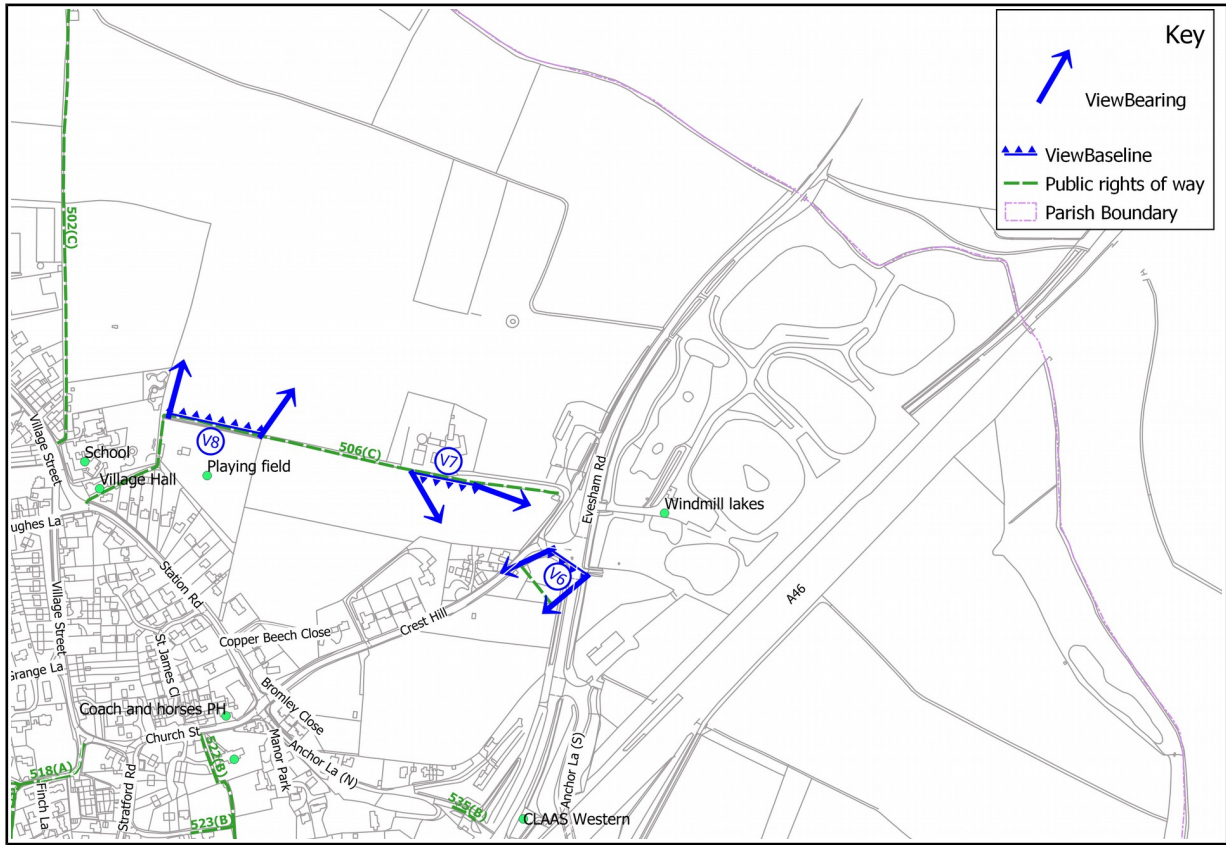 Key
ViewBearing
ViewBaseline
Public rights of way
Parish Boundary
502(C)
Village Street
School
Village Hall
V8
Playing field
506(C)
V7
Evesham Rd
Windmill lakes
ughes La
Village Street
Station Rd
V6
A46
Crest Hill
Copper Beech Close
St James Cl
Grange La
Bromley Close
Coach and horses PH
Church St
Manor Park
Anchor La (N)
Anchor La (S)
522(B)
518(A)
Finch La
Stratford Rd
523(B)
535(B)
CLAAS Western
H